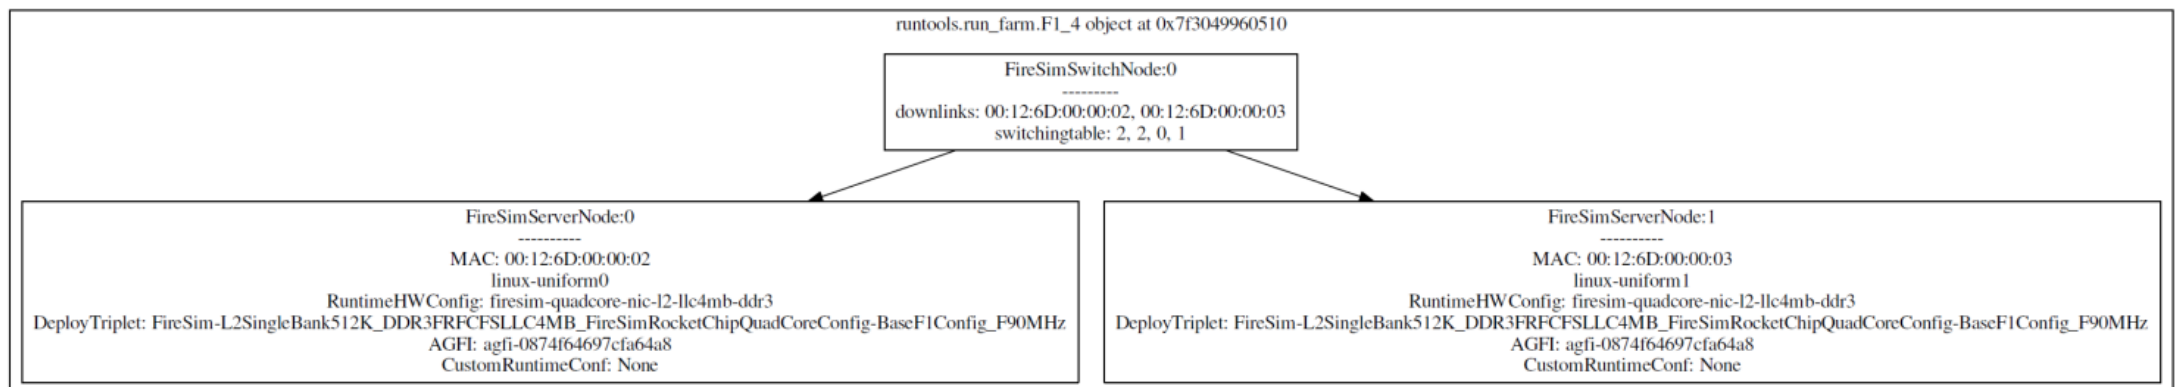 runtools.run_farm.F1_4 object at 0x7f3049960510
FireSimSwitchNode:0
---------
downlinks: 00:12:6D:00:00:02, 00:12:6D:00:00:03
switchingtable: 2, 2, 0, 1
FireSimServerNode:0
----------
MAC: 00:12:6D:00:00:02
linux-uniform0
RuntimeHWConfig: firesim-quadcore-nic-l2-llc4mb-ddr3
DeployTriplet: FireSim-L2SingleBank512K_DDR3FRFCFSLLC4MB_FireSimRocketChipQuadCoreConfig-BaseF1Config_F90MHz
AGFI: agfi-0874f64697cfa64a8
CustomRuntimeConf: None
FireSimServerNode:1
----------
MAC: 00:12:6D:00:00:03
linux-uniform1
RuntimeHWConfig: firesim-quadcore-nic-l2-llc4mb-ddr3
DeployTriplet: FireSim-L2SingleBank512K_DDR3FRFCFSLLC4MB_FireSimRocketChipQuadCoreConfig-BaseF1Config_F90MHz
AGFI: agfi-0874f64697cfa64a8
CustomRuntimeConf: None